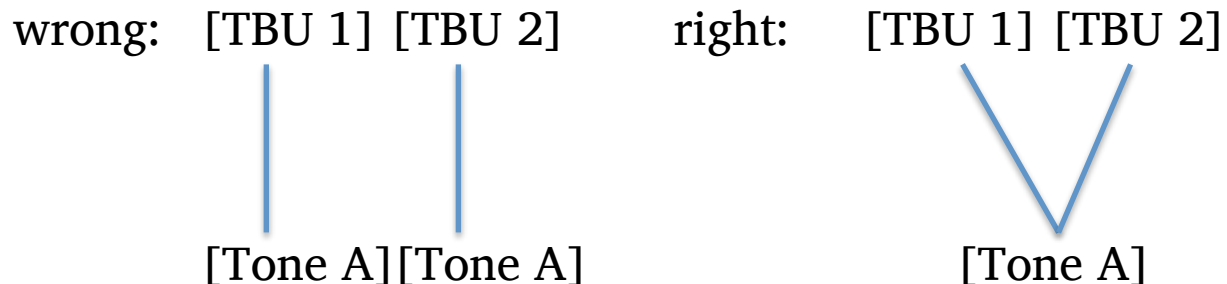 wrong: [TBU 1] [TBU 2] right: [TBU 1] [TBU 2]
[Tone A][Tone A] [Tone A]